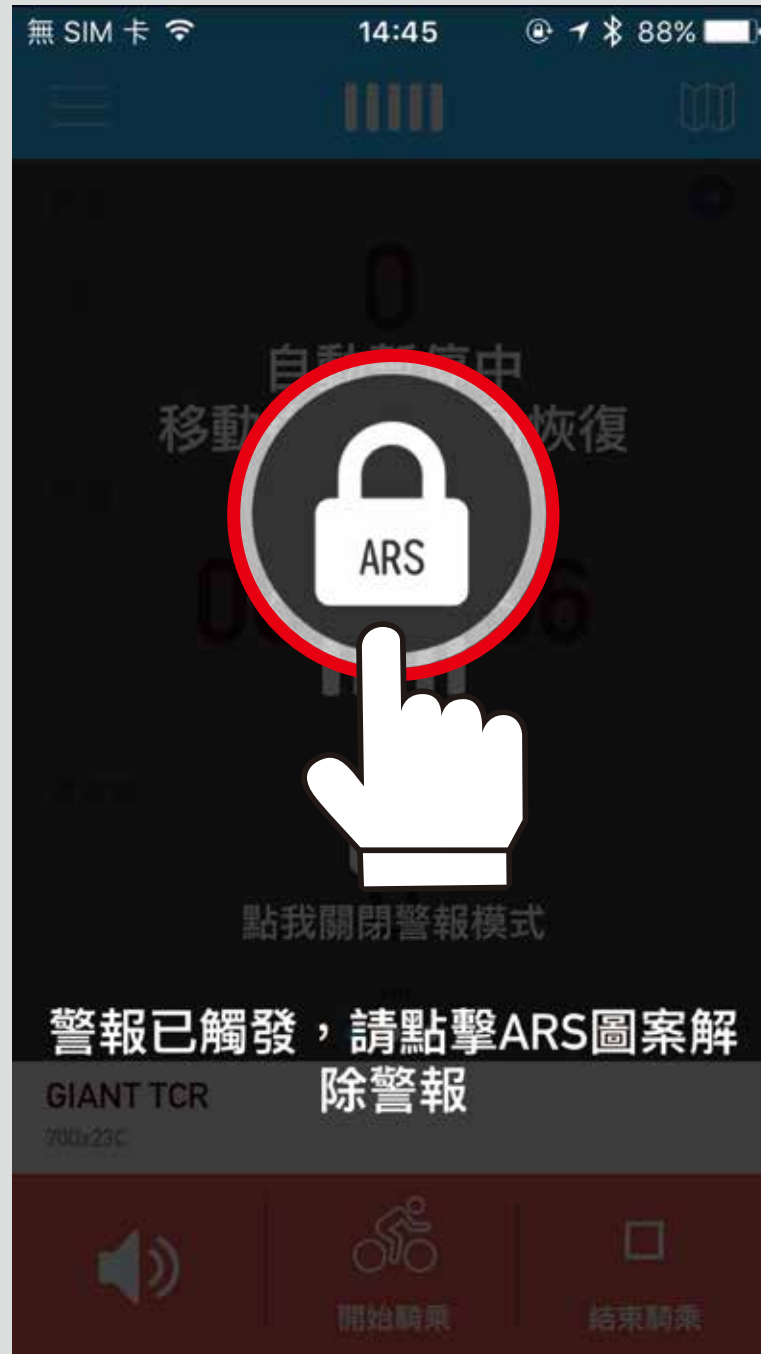 無 SIM 卡
14:45
88%
0
自動暫停中
移動
恢復
ARS
點我關閉警報模式
警報已觸發，請點擊ARS圖案解
除警報
GIANT TCR
700x23C
開始騎乘
結束騎乘